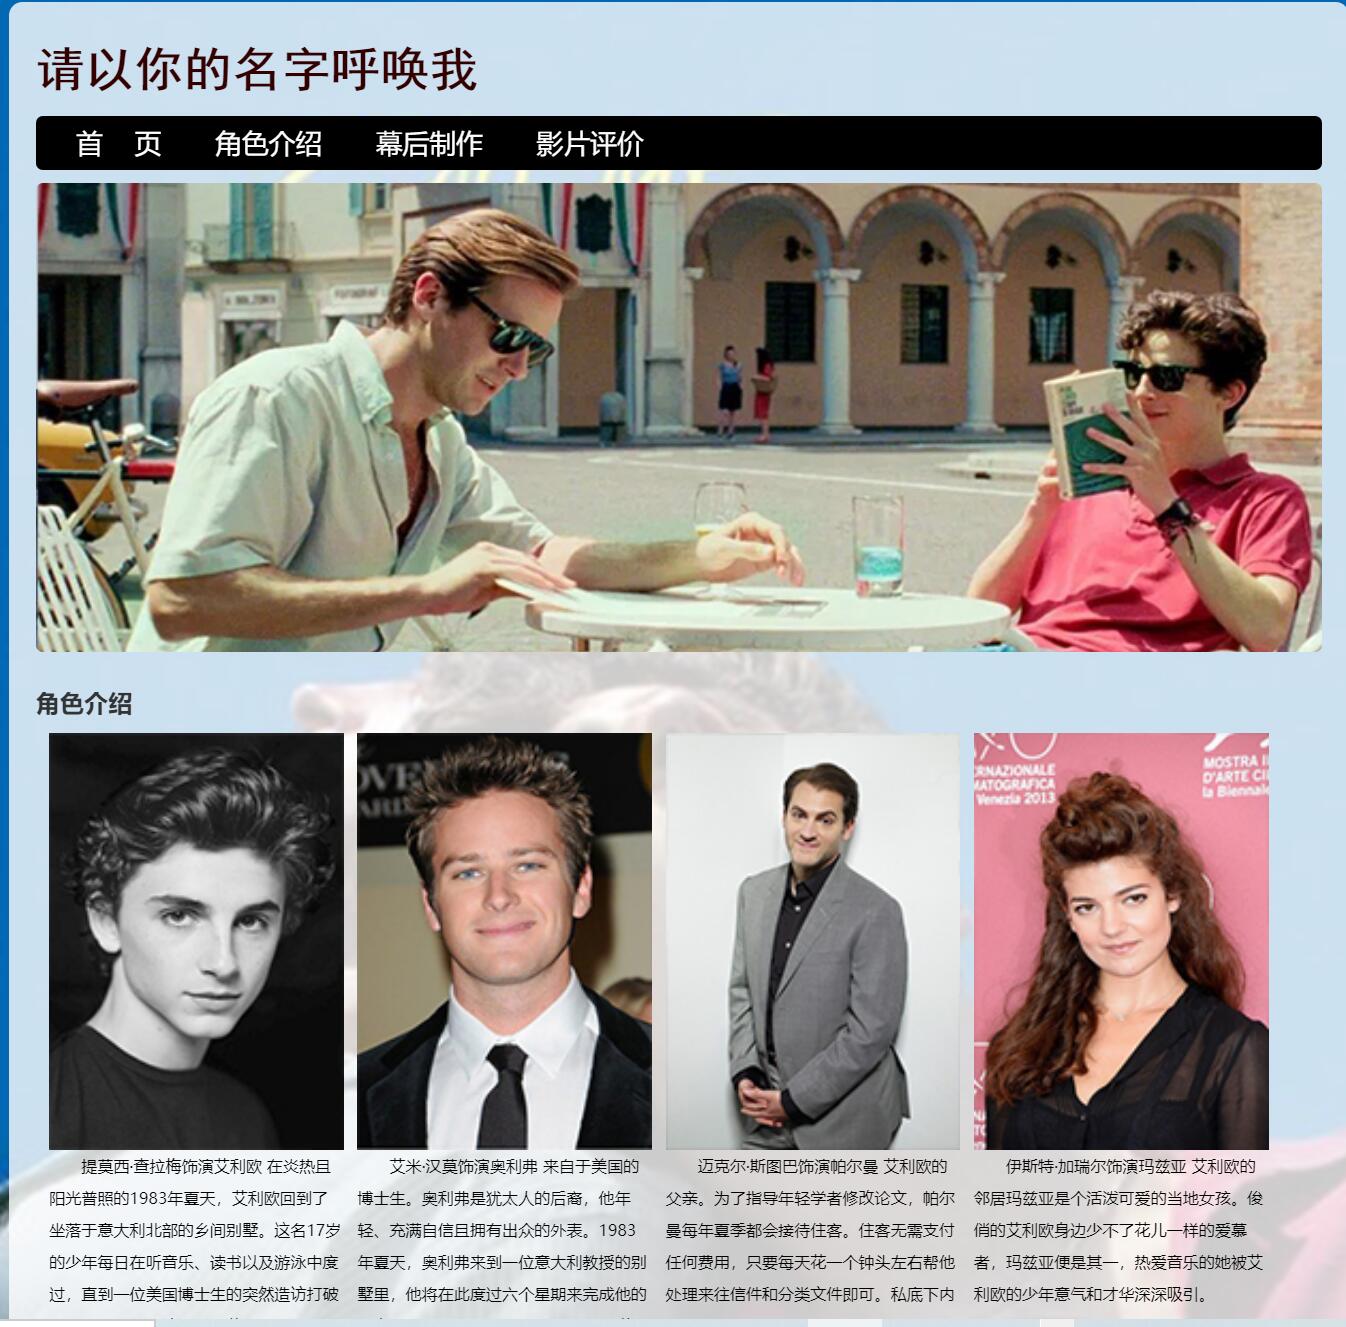 请以你的名字呼唤我
首 页 角色介绍 幕后制作 影片评价
角色介绍
RNAZIONALE
MATOGRAFICA
Venezia 2013
MOSTRA I
D'ARTE CI
la Biennale
提莫西·查拉梅饰演艾利欧 在炎热且
阳光普照的1983年夏天，艾利欧回到了
坐落于意大利北部的乡间别墅。这名17岁
的少年每日在听音乐、读书以及游泳中度
过，直到一位美国博士生的突然造访打破
艾米·汉莫饰演奥利弗 来自于美国的
博士生。奥利弗是犹太人的后裔，他年
轻、充满自信且拥有出众的外表。1983
年夏天，奥利弗来到一位意大利教授的别
墅里，他将在此度过六个星期来完成他的
迈克尔·斯图巴饰演帕尔曼 艾利欧的
父亲。为了指导年轻学者修改论文，帕尔
曼每年夏季都会接待住客。住客无需支付
任何费用，只要每天花一个钟头左右帮他
处理来往信件和分类文件即可。私底下内
伊斯特·加瑞尔饰演玛兹亚 艾利欧的
邻居玛兹亚是个活泼可爱的当地女孩。俊
俏的艾利欧身边少不了花儿一样的爱慕
者，玛兹亚便是其一，热爱音乐的她被艾
利欧的少年意气和才华深深吸引。